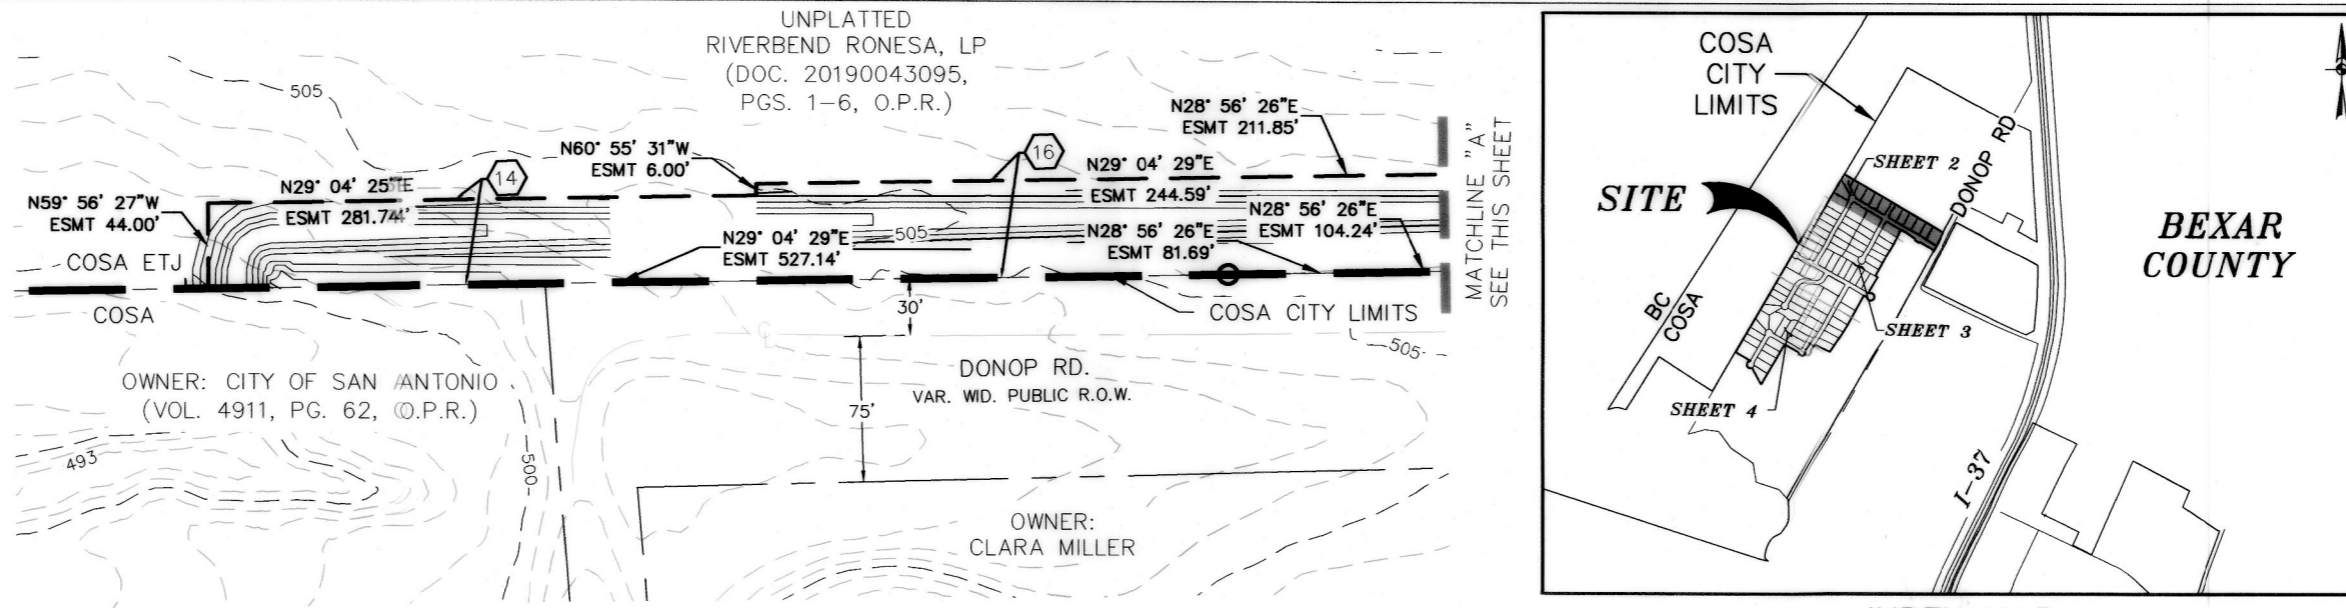 UNPLATTED
RIVERBEND RONESA, LP
(DOC. 20190043095,
PGS. 1-6, O.P.R.)
505
N59° 56' 27"W
ESMT 44.00'
N29° 04' 25"E
ESMT 281.74'
14
N60° 55' 31"W
ESMT 6.00'
16
N29° 04' 29"E
ESMT 244.59'
N28° 56' 26"E
ESMT 211.85'
N28° 56' 26"E
ESMT 104.24'
N28° 56' 26"E
ESMT 81.69'
N29° 04' 29"E
ESMT 527.14'
505
MATCHLINE "A"
SEE THIS SHEET
COSA ETJ
COSA
30'
COSA CITY LIMITS
505
DONOP RD.
VAR. WID. PUBLIC R.O.W.
75'
OWNER: CITY OF SAN ANTONIO
(VOL. 4911, PG. 62, O.P.R.)
493
500
OWNER:
CLARA MILLER
COSA
CITY
LIMITS
SHEET 2
DONOP RD
SITE
BEXAR
COUNTY
BC
COSA
SHEET 3
SHEET 4
I-37